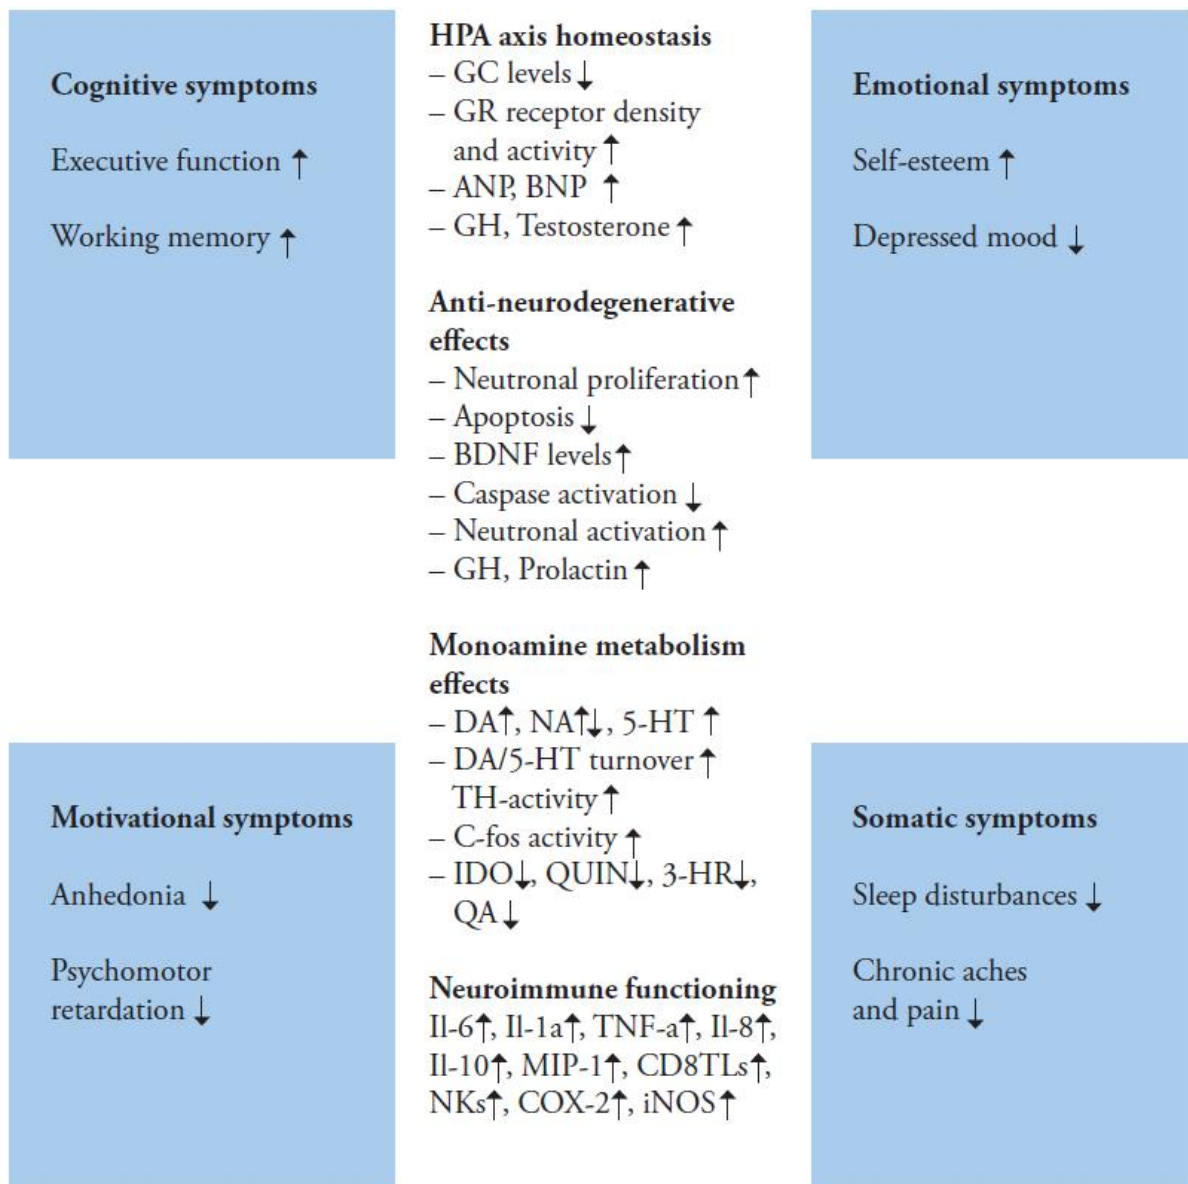 Cognitive symptoms
Executive function ↑
Working memory ↑
HPA axis homeostasis
– GC levels ↓
– GR receptor density
and activity ↑
– ANP, BNP ↑
– GH, Testosterone ↑
Anti-neurodegenerative
effects
– Neutronal proliferation ↑
– Apoptosis ↓
– BDNF levels ↑
– Caspase activation ↓
– Neutronal activation ↑
– GH, Prolactin ↑
Monoamine metabolism
effects
– DA↑, NA↑↓, 5-HT ↑
– DA/5-HT turnover ↑
TH-activity ↑
– C-fos activity ↑
– IDO↓, QUIN↓, 3-HR↓,
QA ↓
Neuroimmune functioning
Il-6↑, Il-1a↑, TNF-a↑, Il-8↑,
Il-10↑, MIP-1↑, CD8TLs↑,
NKs↑, COX-2↑, iNOS↑
Emotional symptoms
Self-esteem ↑
Depressed mood ↓
Motivational symptoms
Anhedonia ↓
Psychomotor
retardation ↓
Somatic symptoms
Sleep disturbances ↓
Chronic aches
and pain ↓